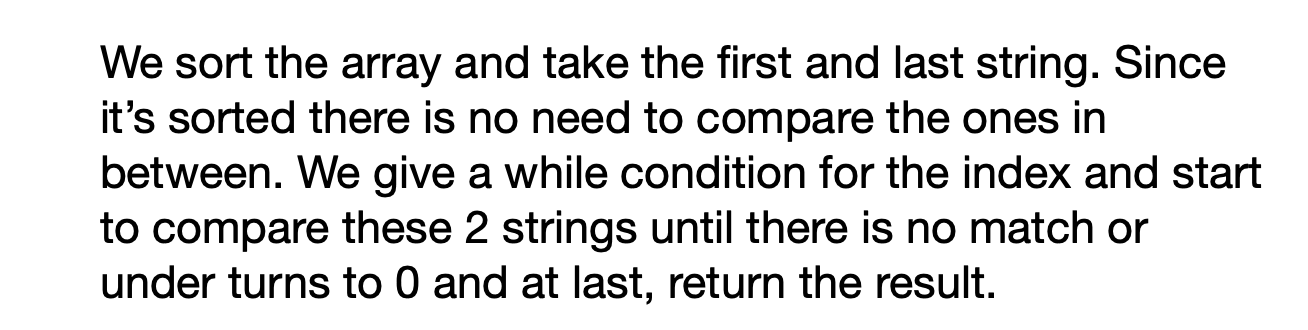 We sort the array and take the first and last string. Since
it’s sorted there is no need to compare the ones in
between. We give a while condition for the index and start
to compare these 2 strings until there is no match or
under turns to 0 and at last, return the result.